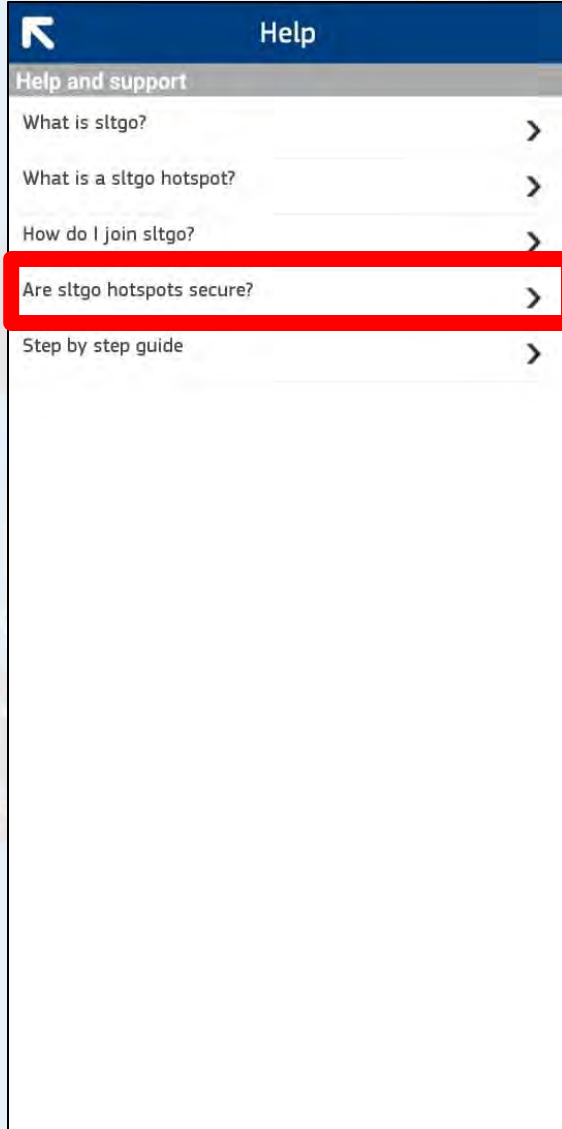 Help
Help and support
What is sltgo?
What is a sltgo hotspot?
How do I join sltgo?
Are sltgo hotspots secure?
Step by step guide